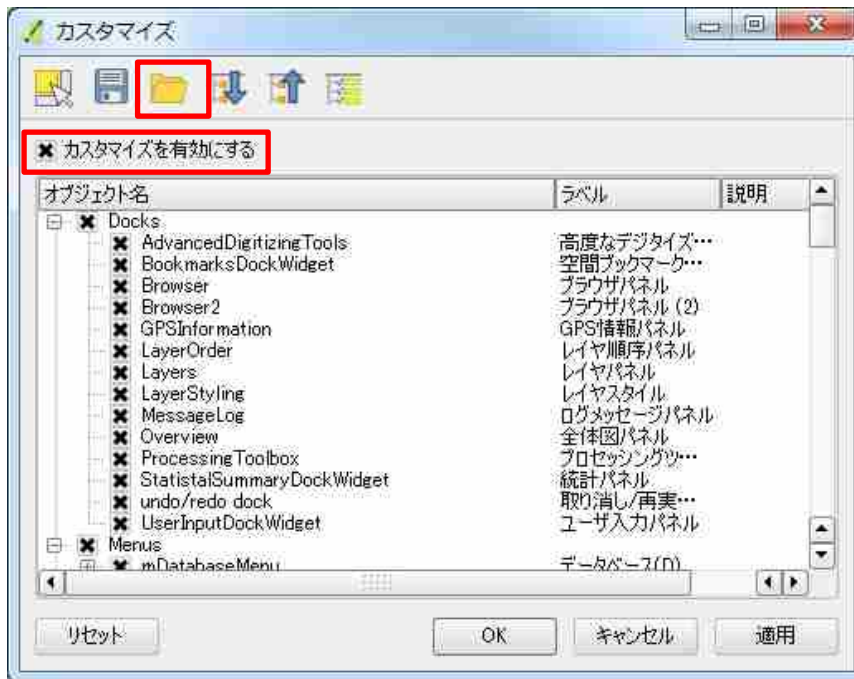 カスタマイズ
カスタマイズを有効にする
オブジェクト名 ラベル 説明
Docks
AdvancedDigitizingTools 高度なデジタイズ…
BookmarksDockWidget 空間ブックマーク…
Browser ブラウザパネル
Browser2 ブラウザパネル (2)
GPSInformation GPS情報パネル
LayerOrder レイヤ順序パネル
Layers レイヤパネル
LayerStyling レイヤスタイル
MessageLog ログメッセージパネル
Overview 全体図パネル
ProcessingToolbox プロセッシングツ…
StatistalSummaryDockWidget 統計パネル
undo/redo dock 取り消し/再実…
UserInputDockWidget ユーザ入力パネル
Menus
mDatabaseMenu データベース(D)
リセット OK キャンセル 適用